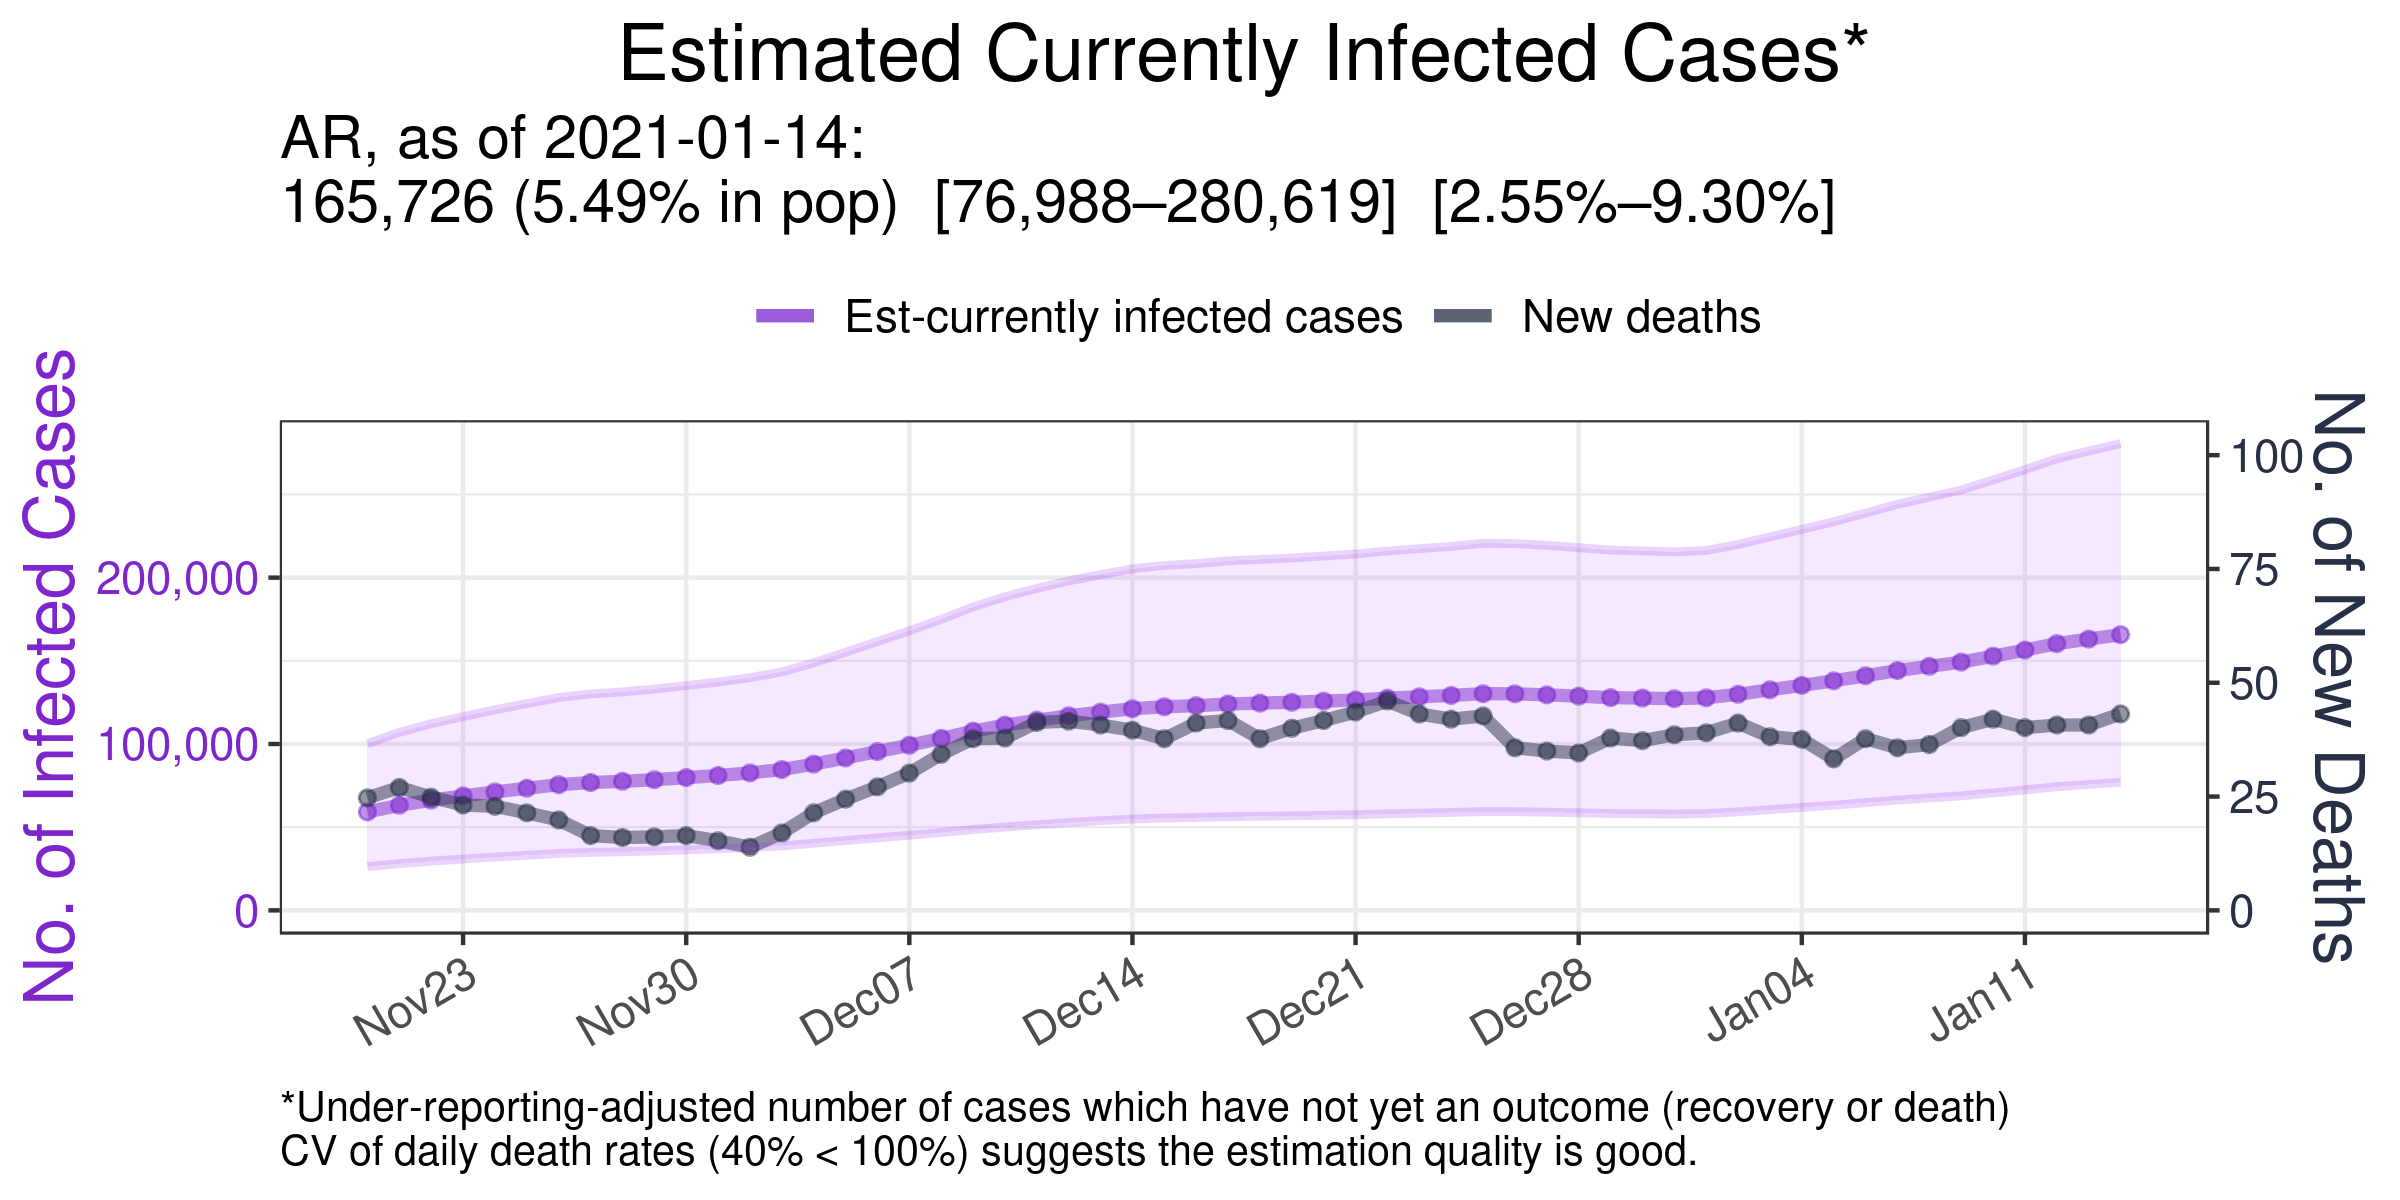 Estimated Currently Infected Cases*
AR, as of 2021-01-14:
165,726 (5.49% in pop)  [76,988–280,619]  [2.55%–9.30%]
Est-currently infected cases
New deaths
No. of Infected Cases
200,000
100,000
0
No. of New Deaths
100
75
50
25
0
Nov23
Nov30
Dec07
Dec14
Dec21
Dec28
Jan04
Jan11
*Under-reporting-adjusted number of cases which have not yet an outcome (recovery or death)
CV of daily death rates (40% < 100%) suggests the estimation quality is good.